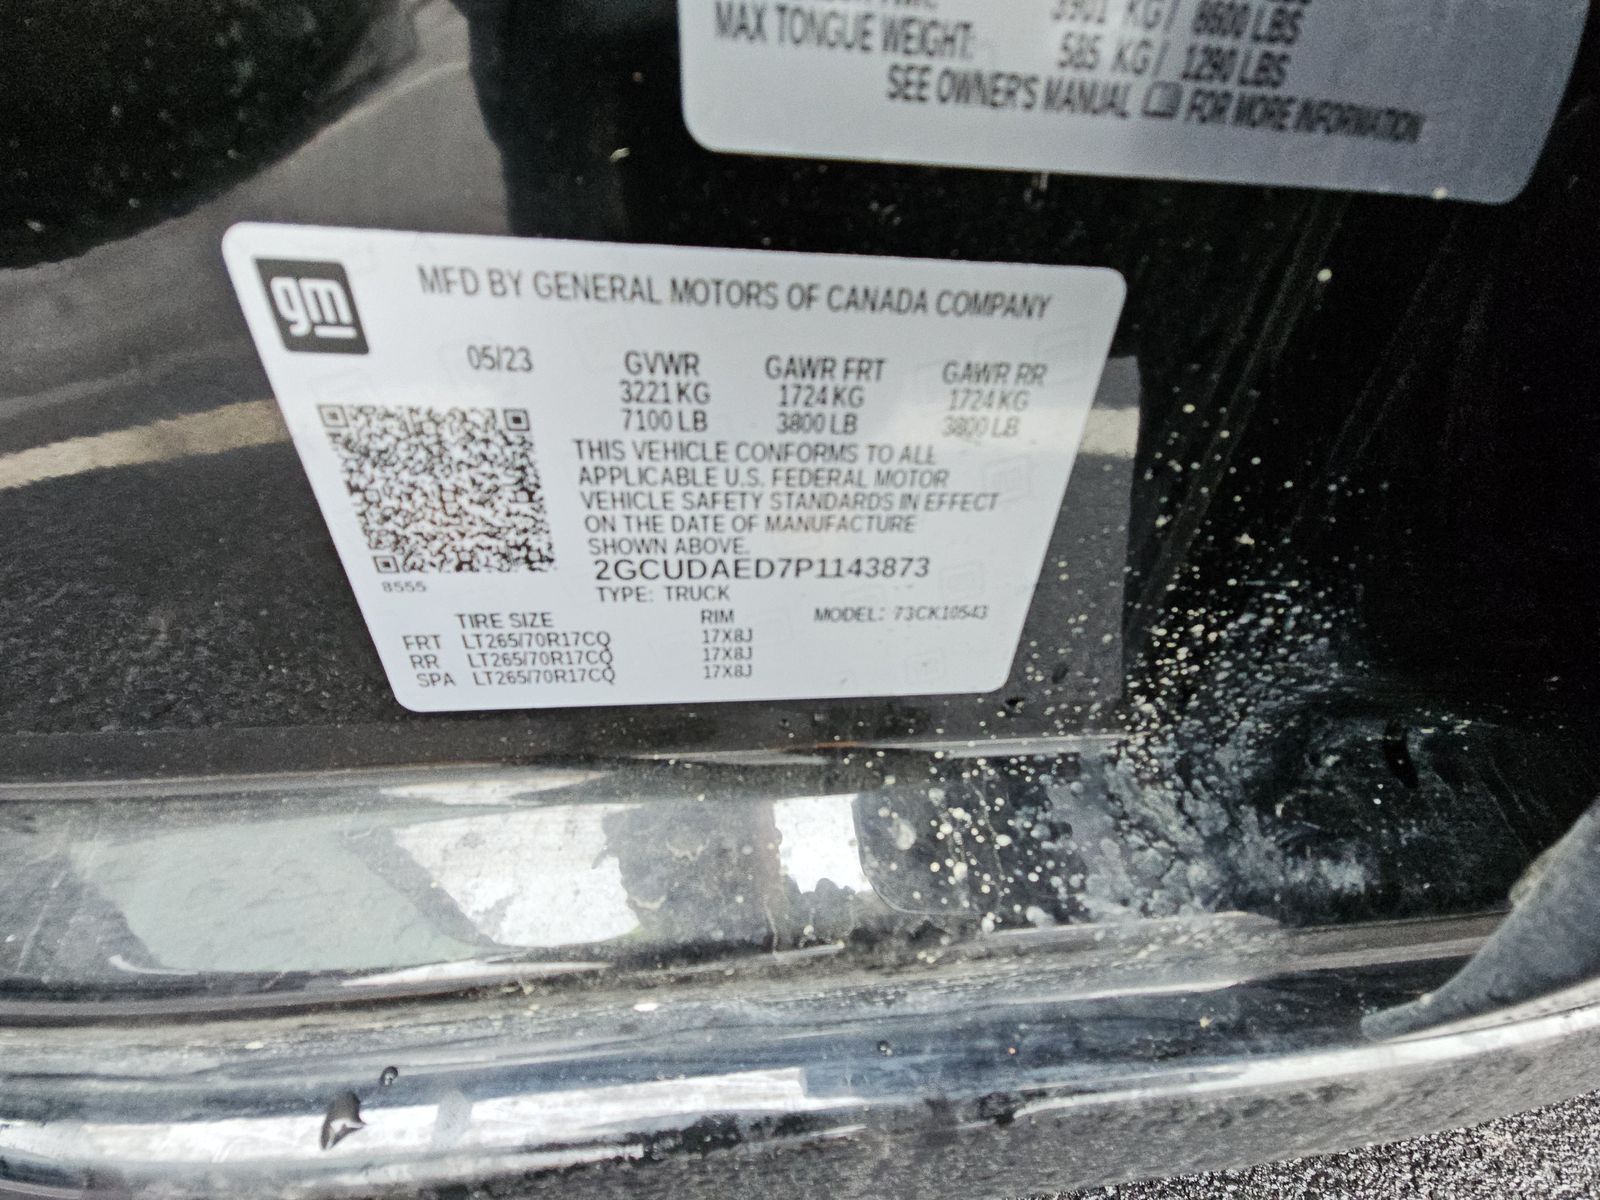 3901 KG/ 8600 LBS
MAX TONGUE WEIGHT: 585 KG/ 1290 LBS
SEE OWNER'S MANUAL FOR MORE INFORMATION
gm
MFD BY GENERAL MOTORS OF CANADA COMPANY
05/23 GVWR GAWR FRT GAWR RR
3221 KG 1724 KG 1724 KG
7100 LB 3800 LB 3800 LB
THIS VEHICLE CONFORMS TO ALL
APPLICABLE U.S. FEDERAL MOTOR
VEHICLE SAFETY STANDARDS IN EFFECT
ON THE DATE OF MANUFACTURE
SHOWN ABOVE.
2GCUDAED7P1143873
8555
TYPE: TRUCK
TIRE SIZE RIM MODEL: 73CK10543
FRT LT265/70R17CQ 17X8J
RR LT265/70R17CQ 17X8J
SPA LT265/70R17CQ 17X8J